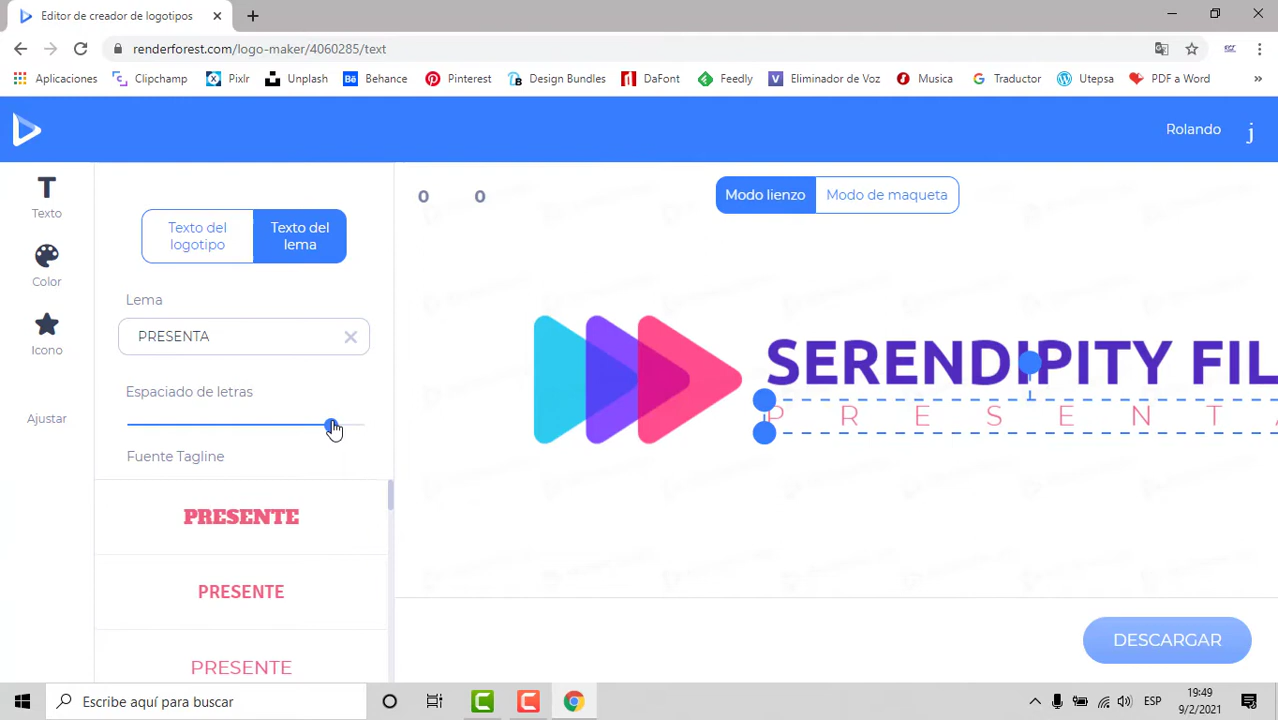 Editor de creador de logotipos
renderforest.com/logo-maker/4060285/text
Aplicaciones Clipchamp Pixlr Unplash Behance Pinterest Design Bundles DaFont Feedly Eliminador de Voz Musica Traductor Utepsa PDF a Word »
Rolando j
Texto
Color
Icono
Ajustar
Texto del
logotipo
Texto del
lema
Lema
PRESENTA
Espaciado de letras
Fuente Tagline
PRESENTE
PRESENTE
PRESENTE
0 0
Modo lienzo Modo de maqueta
SERENDIPITY FIL
P R E S E N T A
DESCARGAR
Escribe aquí para buscar
ESP
19:49
9/2/2021